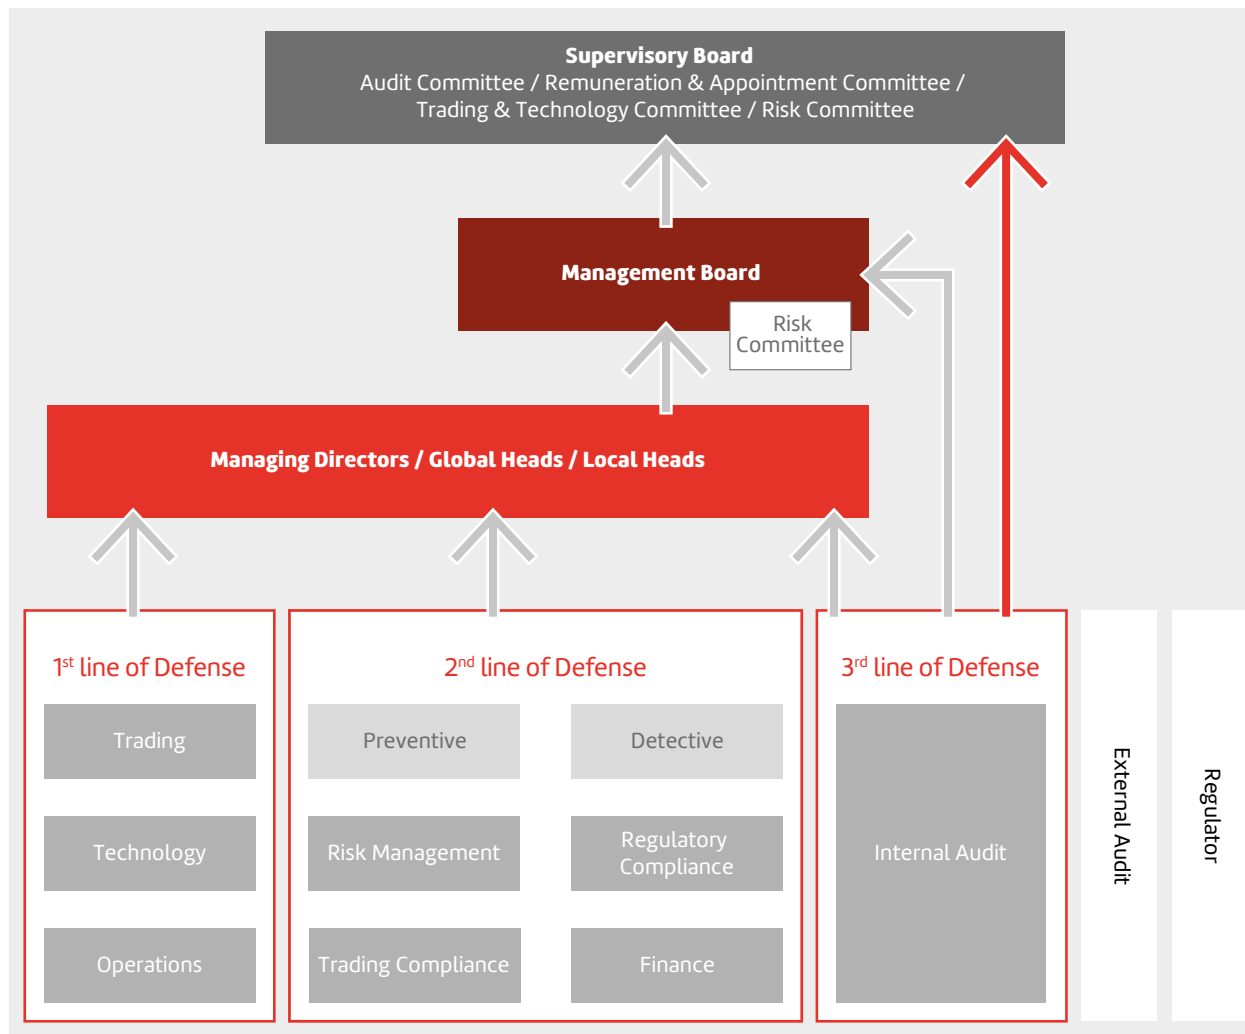 Supervisory Board
Audit Committee / Remuneration & Appointment Committee /
Trading & Technology Committee / Risk Committee
Management Board
Risk
Committee
Managing Directors / Global Heads / Local Heads
1st line of Defense
Trading
Technology
Operations
2nd line of Defense
Preventive
Detective
Risk Management
Regulatory
Compliance
Trading Compliance
Finance
3rd line of Defense
Internal Audit
External Audit
Regulator